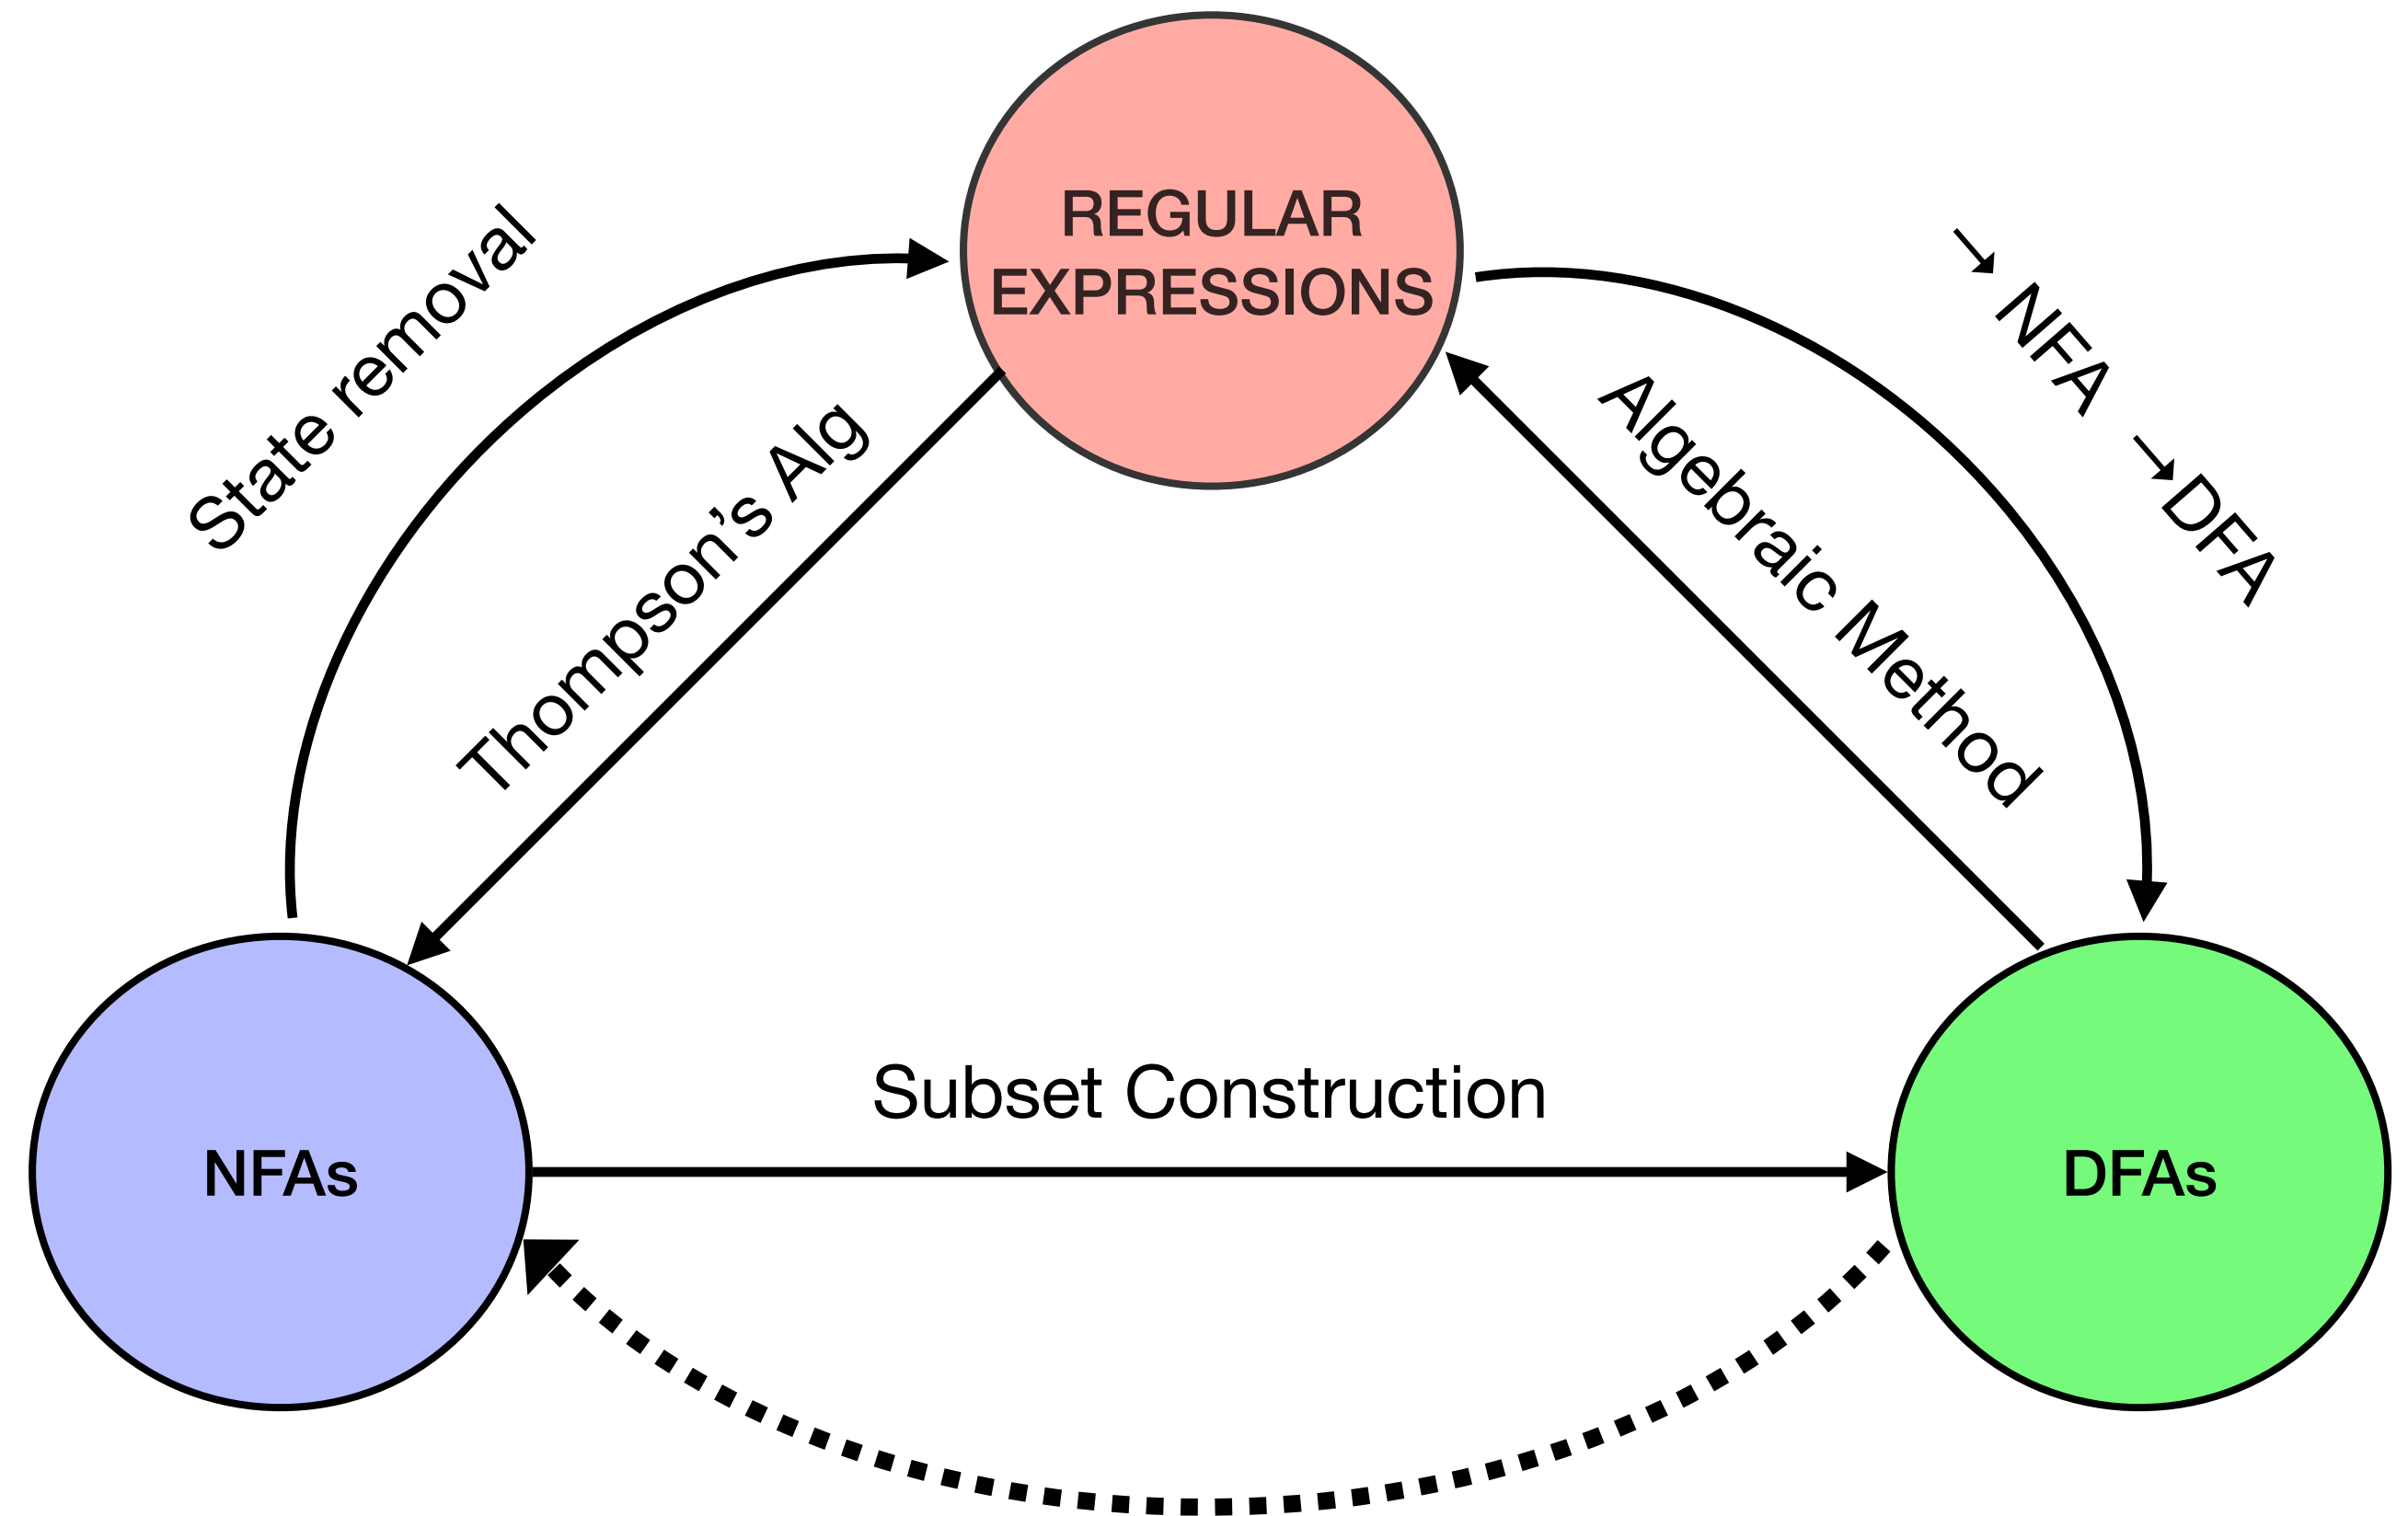 REGULAR
EXPRESSIONS
State removal
Thompson's Alg
Algebraic Method
→ NFA → DFA
Subset Construction
NFAs
DFAs